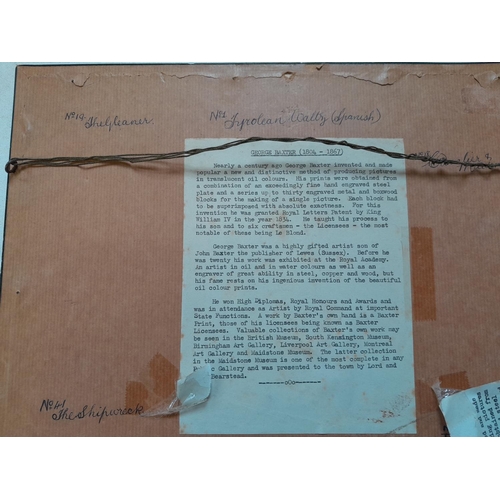 No 19 The Gleaner.
No 1 Tyrolean Waltz (Spanish)
GEORGE BAXTER (1804 - 1867)
Nearly a century ago George Baxter invented and made
popular a new and distinctive method of producing pictures
in translucent oil colours. His prints were obtained from
a combination of an exceedingly fine hand engraved steel
plate and a series up to thirty engraved metal and boxwood
blocks for the making of a single picture. Each block had
to be superimposed with absolute exactness. For this
invention he was granted Royal Letters Patent by King
William IV in the year 1834. He taught his process to
his son and to six craftsmen - the Licensees - the most
notable of these being Le Blond.
George Baxter was a highly gifted artist son of
John Baxter the publisher of Lewes (Sussex). Before he
was twenty his work was exhibited at the Royal Academy.
An artist in oil and in water colours as well as an
engraver of great ability in steel, copper and wood, but
his fame rests on his ingenious invention of the beautiful
oil colour prints.
He won High Diplomas, Royal Honours and Awards and
was in attendance as Artist by Royal Command at important
State Functions. A work by Baxter's own hand is a Baxter
Print, those of his licensees being known as Baxter
Licensees. Valuable collections of Baxter's own work may
be seen in the British Museum, South Kensington Museum,
Birmingham Art Gallery, Liverpool Art Gallery, Montreal
Art Gallery and Maidstone Museum. The latter collection
in the Maidstone Museum is one of the most complete in any
Public Gallery and was presented to the town by Lord and
Bearstead.
No 41
The Shipwreck